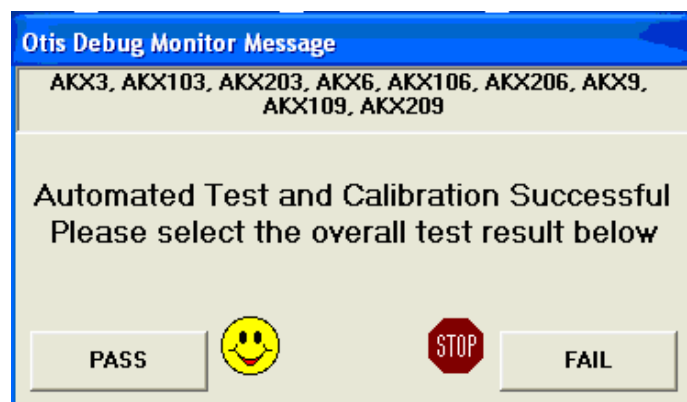 Otis Debug Monitor Message
AKX3, AKX103, AKX203, AKX6, AKX106, AKX206, AKX9,
AKX109, AKX209
Automated Test and Calibration Successful
Please select the overall test result below
PASS
STOP
FAIL